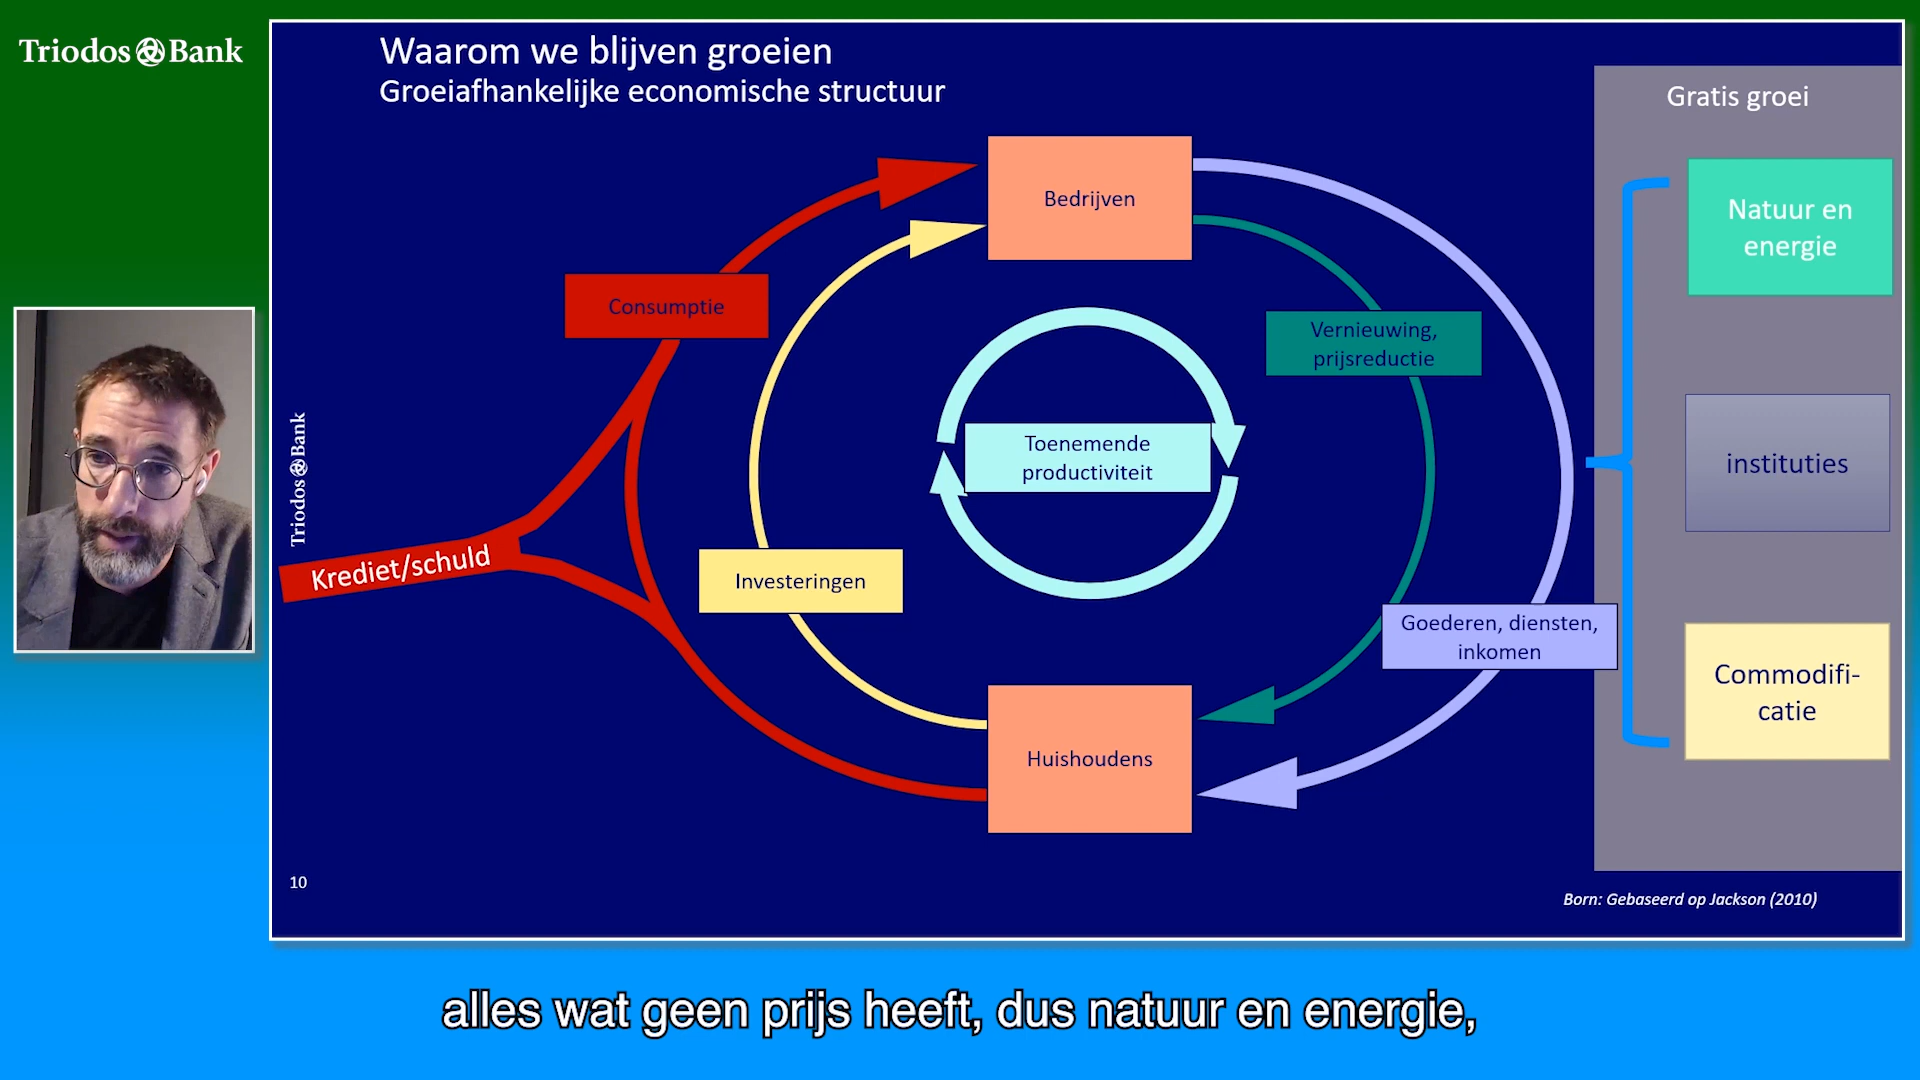 Triodos Bank
Waarom we blijven groeien
Groeiafhankelijke economische structuur
Gratis groei
Bedrijven
Natuur en
energie
Consumptie
Vernieuwing,
prijsreductie
Toenemende
productiviteit
instituties
Triodos Bank
Krediet/schuld
Investeringen
Goederen, diensten,
inkomen
Commodifi-
catie
Huishoudens
10
Born: Gebaseerd op Jackson (2010)
alles wat geen prijs heeft, dus natuur en energie,